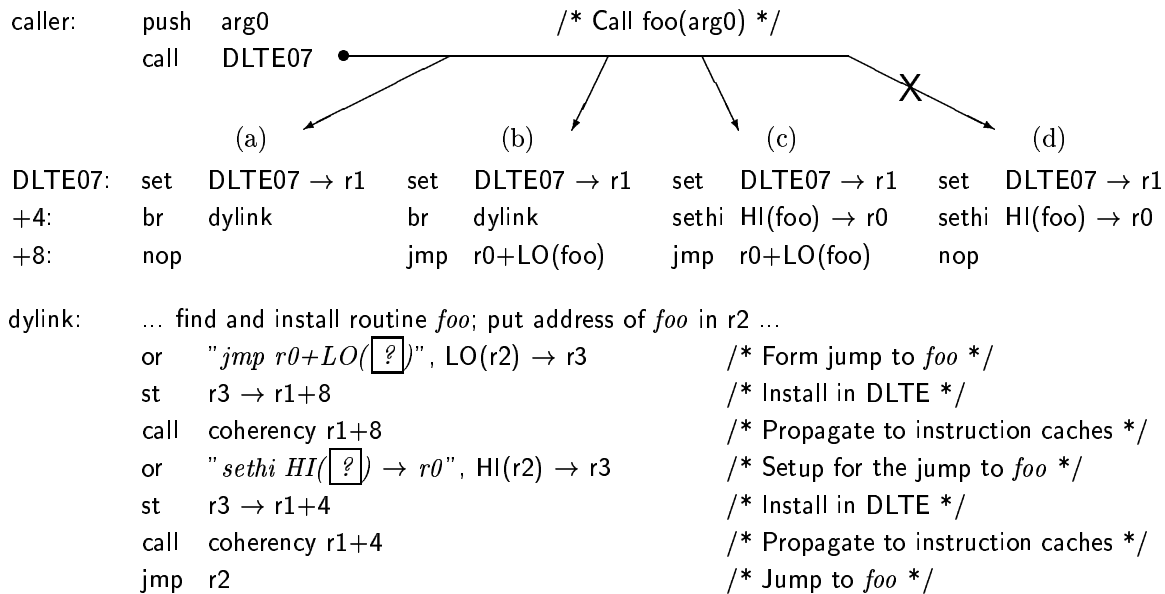 caller: push arg0 /* Call foo(arg0) */
call DLTE07
X
(a) (b) (c) (d)
DLTE07: set DLTE07 → r1 set DLTE07 → r1 set DLTE07 → r1 set DLTE07 → r1
+4: br dylink br dylink sethi HI(foo) → r0 sethi HI(foo) → r0
+8: nop jmp r0+LO(foo) jmp r0+LO(foo) nop
dylink: ... find and install routine foo; put address of foo in r2 ...
or "jmp r0+LO( ? )", LO(r2) → r3 /* Form jump to foo */
st r3 → r1+8 /* Install in DLTE */
call coherency r1+8 /* Propagate to instruction caches */
or "sethi HI( ? ) → r0", HI(r2) → r3 /* Setup for the jump to foo */
st r3 → r1+4 /* Install in DLTE */
call coherency r1+4 /* Propagate to instruction caches */
jmp r2 /* Jump to foo */